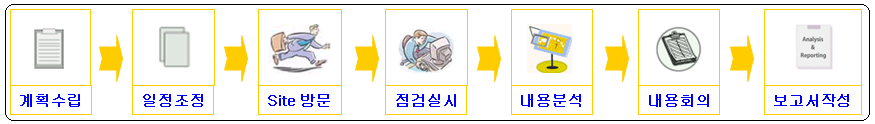 계획수립
일정조정
Site 방문
점검실시
내용분석
내용회의
Analysis
&
Reporting
보고서작성